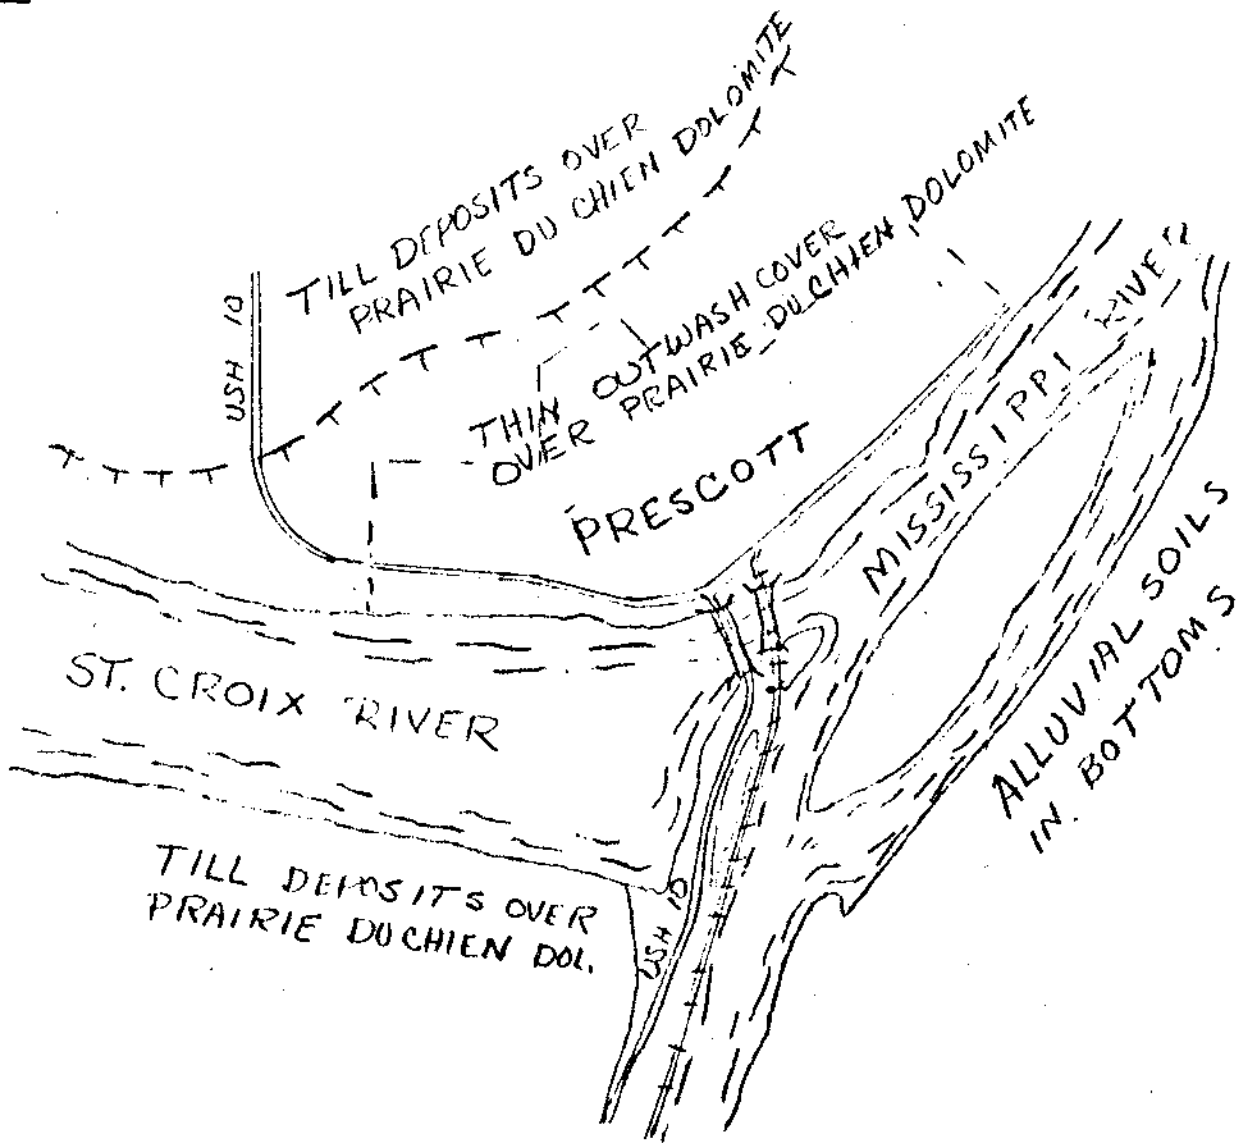 TILL DEPOSITS OVER
PRAIRIE DU CHIEN DOLOMITE
USH 10
THIN OUTWASH COVER
OVER PRAIRIE DU CHIEN DOLOMITE
PRESCOTT
MISSISSIPPI RIVER
ST. CROIX RIVER
ALLUVIAL SOILS
IN BOTTOMS
TILL DEPOSITS OVER
PRAIRIE DU CHIEN DOL.
USH 10